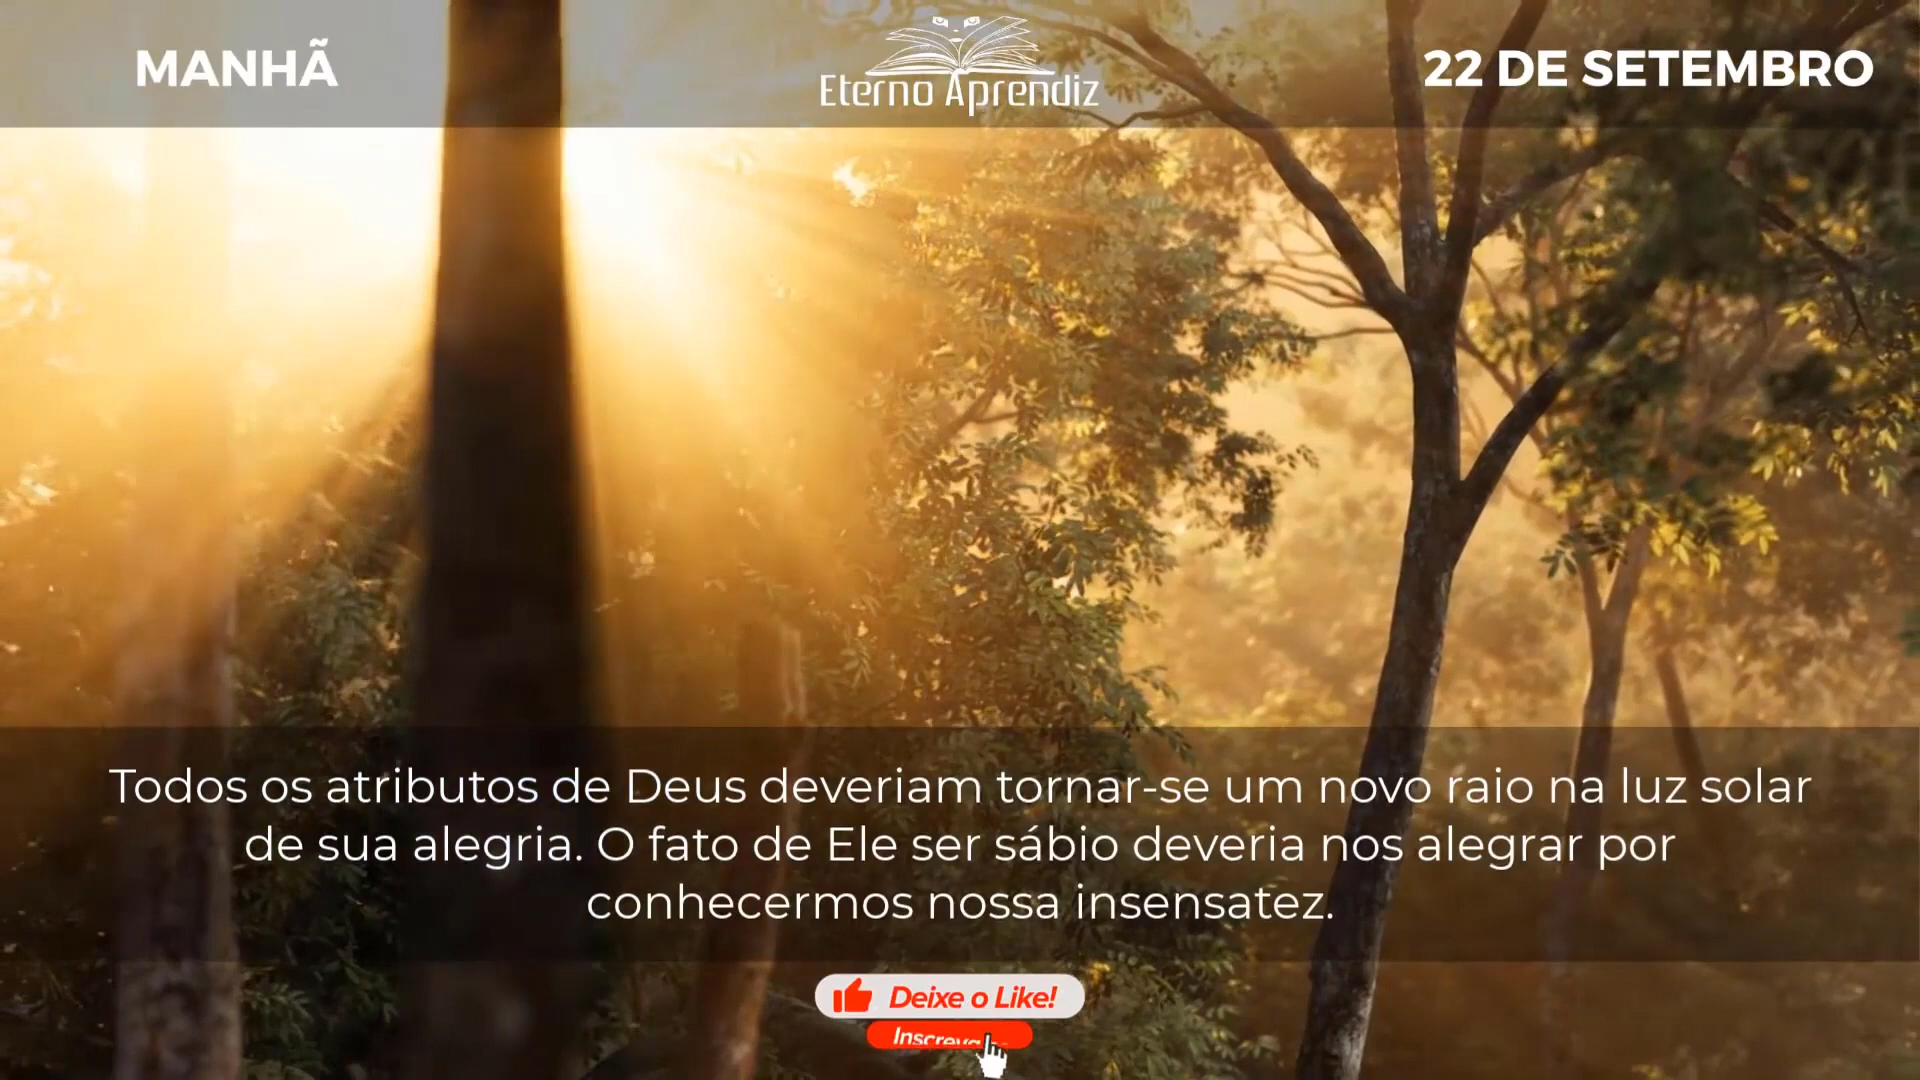 MANHÃ
Eterno Aprendiz
22 DE SETEMBRO
Todos os atributos de Deus deveriam tornar-se um novo raio na luz solar
de sua alegria. O fato de Ele ser sábio deveria nos alegrar por
conhecermos nossa insensatez.
Deixe o Like!